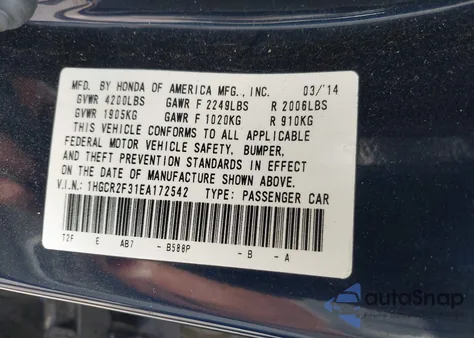 MFD. BY HONDA OF AMERICA MFG., INC. 03/'14
GVWR 4200LBS GAWR F 2249LBS R 2006LBS
GVWR 1905KG GAWR F 1020KG R 910KG
THIS VEHICLE CONFORMS TO ALL APPLICABLE
FEDERAL MOTOR VEHICLE SAFETY, BUMPER,
AND THEFT PREVENTION STANDARDS IN EFFECT
ON THE DATE OF MANUFACTURE SHOWN ABOVE.
V.I.N.: 1HGCR2F31EA172542 TYPE: PASSENGER CAR
T2F E AB7 - B588P - B - A
autoSnap